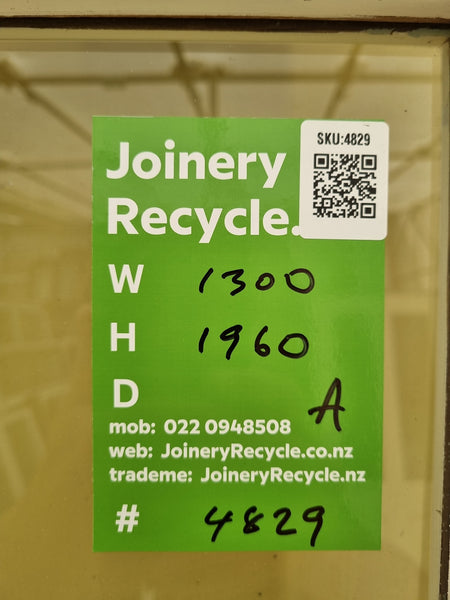 SKU:4829
Joinery
Recycle.
W 1300
H 1960
D A
mob: 022 0948508
web: JoineryRecycle.co.nz
trademe: JoineryRecycle.nz
# 4829